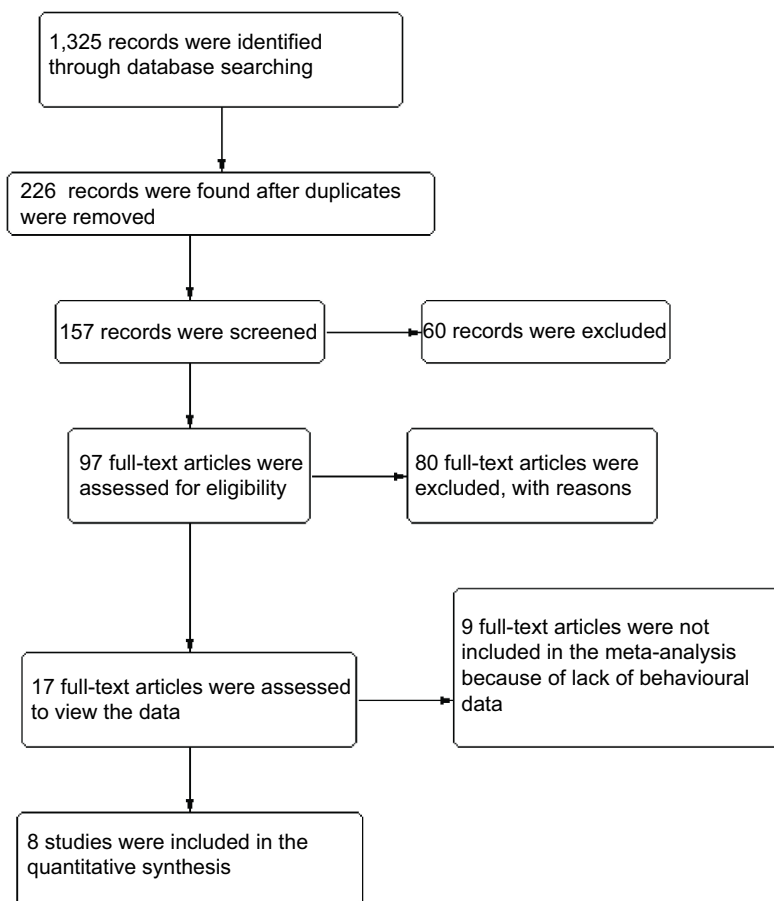 1,325 records were identified
through database searching
226 records were found after duplicates
were removed
157 records were screened
60 records were excluded
97 full-text articles were
assessed for eligibility
80 full-text articles were
excluded, with reasons
9 full-text articles were not
included in the meta-analysis
because of lack of behavioural
data
17 full-text articles were assessed
to view the data
8 studies were included in the
quantitative synthesis